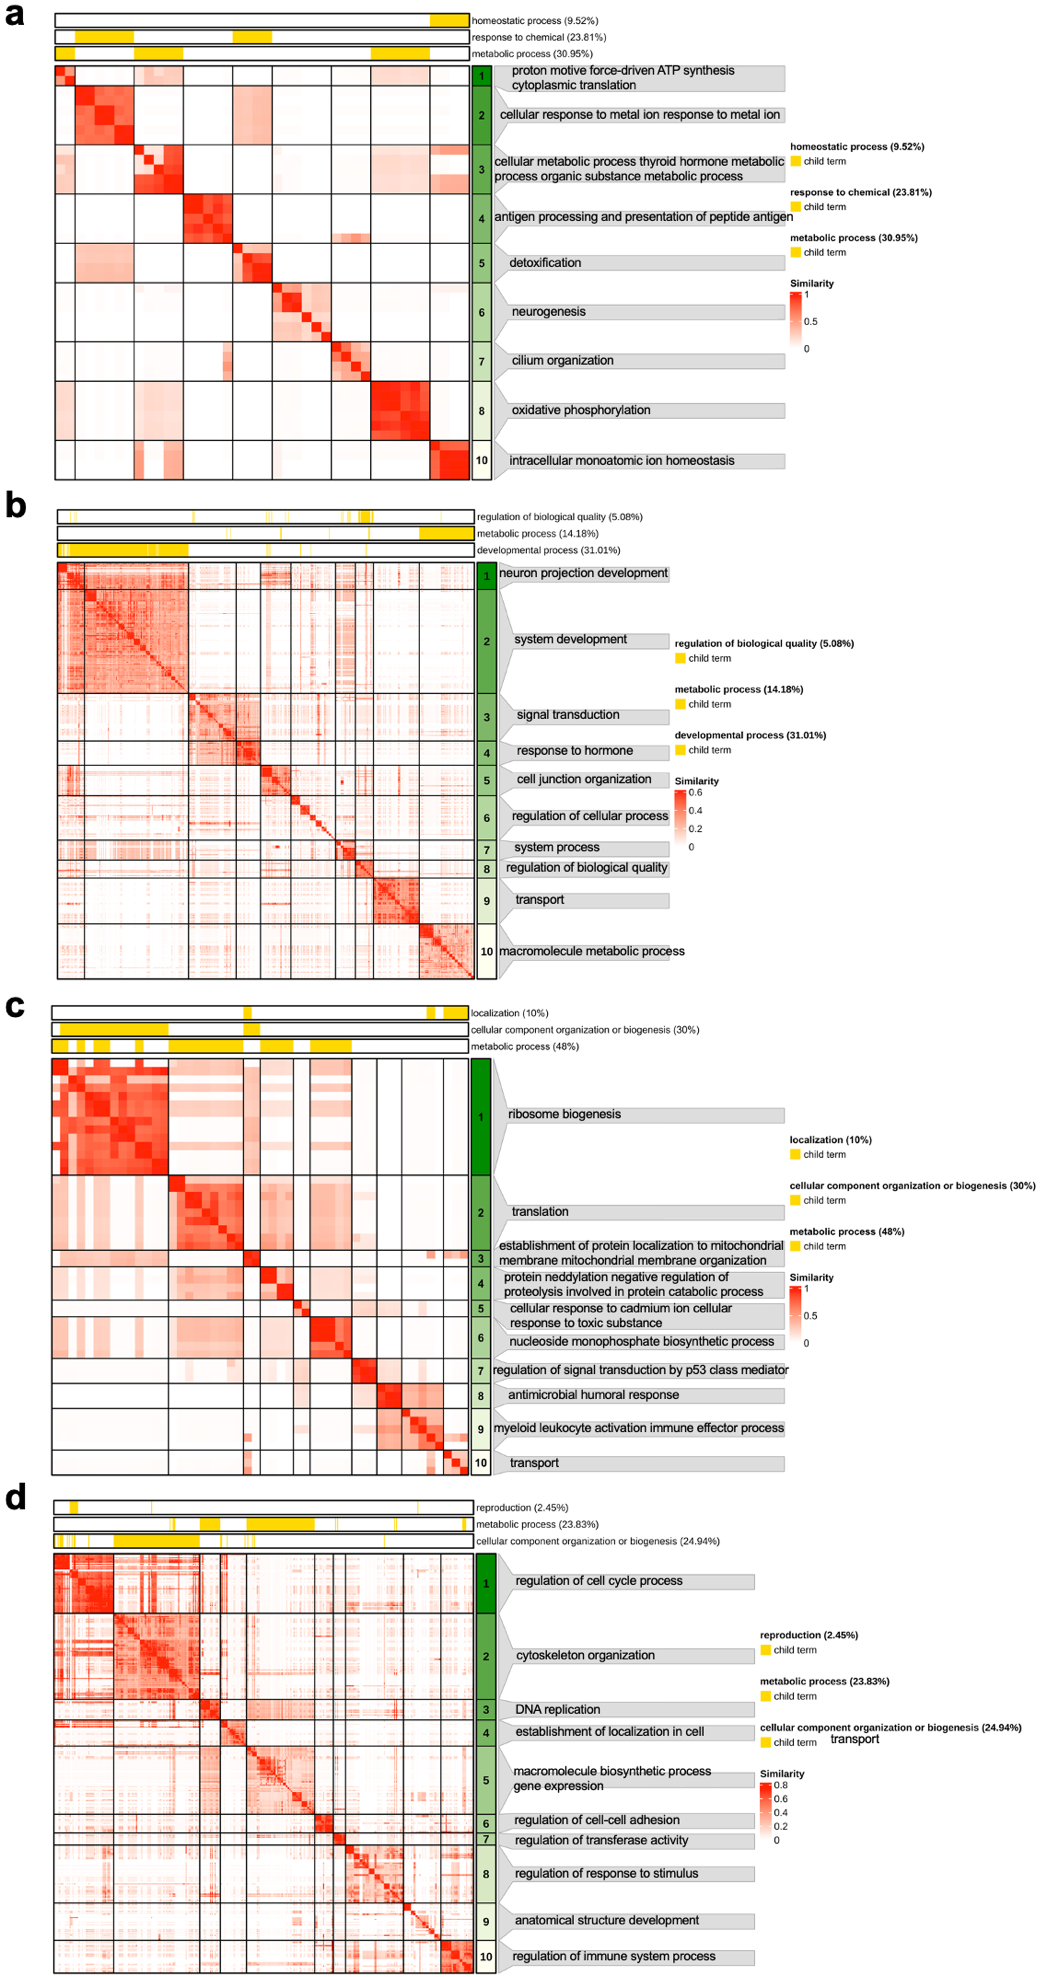 a
homeostatic process (9.52%)
response to chemical (23.81%)
metabolic process (30.95%)
1
proton motive force-driven ATP synthesis
cytoplasmic translation
2
cellular response to metal ion response to metal ion
3
cellular metabolic process thyroid hormone metabolic
process organic substance metabolic process
4
antigen processing and presentation of peptide antigen
5
detoxification
6
neurogenesis
7
cilium organization
8
oxidative phosphorylation
10
intracellular monoatomic ion homeostasis
homeostatic process (9.52%)
child term
response to chemical (23.81%)
child term
metabolic process (30.95%)
child term
Similarity
1
0.5
0
b
regulation of biological quality (5.08%)
metabolic process (14.18%)
developmental process (31.01%)
1
neuron projection development
2
system development
3
signal transduction
4
response to hormone
5
cell junction organization
6
regulation of cellular process
7
system process
8
regulation of biological quality
9
transport
10
macromolecule metabolic process
regulation of biological quality (5.08%)
child term
metabolic process (14.18%)
child term
developmental process (31.01%)
child term
Similarity
0.6
0.4
0.2
0
c
localization (10%)
cellular component organization or biogenesis (30%)
metabolic process (48%)
1
ribosome biogenesis
2
translation
3
establishment of protein localization to mitochondrial
membrane mitochondrial membrane organization
4
protein neddylation negative regulation of
proteolysis involved in protein catabolic process
5
cellular response to cadmium ion cellular
response to toxic substance
6
nucleoside monophosphate biosynthetic process
7
regulation of signal transduction by p53 class mediator
8
antimicrobial humoral response
9
myeloid leukocyte activation immune effector process
10
transport
localization (10%)
child term
cellular component organization or biogenesis (30%)
child term
metabolic process (48%)
child term
Similarity
1
0.5
0
d
reproduction (2.45%)
metabolic process (23.83%)
cellular component organization or biogenesis (24.94%)
1
regulation of cell cycle process
2
cytoskeleton organization
3
DNA replication
4
establishment of localization in cell
5
macromolecule biosynthetic process
gene expression
6
regulation of cell-cell adhesion
7
regulation of transferase activity
8
regulation of response to stimulus
9
anatomical structure development
10
regulation of immune system process
reproduction (2.45%)
child term
metabolic process (23.83%)
child term
cellular component organization or biogenesis (24.94%)
child term transport
Similarity
0.8
0.6
0.4
0.2
0